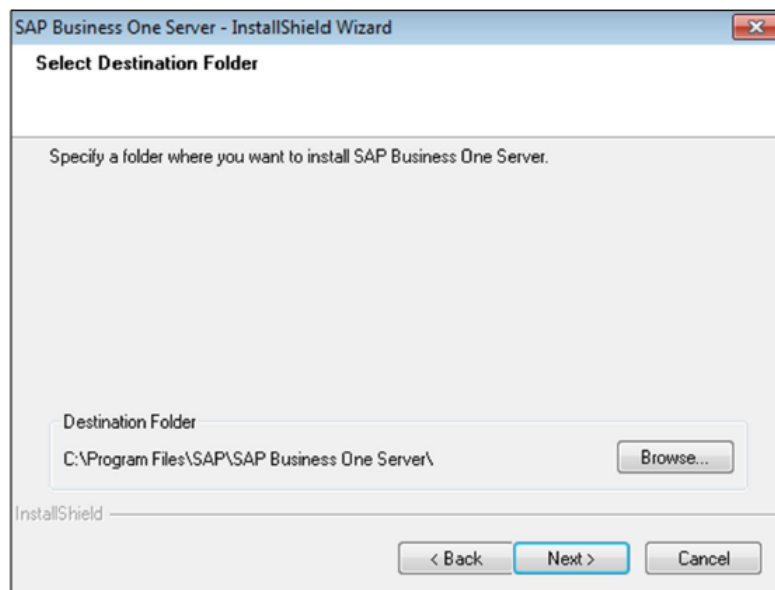 SAP Business One Server - InstallShield Wizard
Select Destination Folder
Specify a folder where you want to install SAP Business One Server.
Destination Folder
C:\Program Files\SAP\SAP Business One Server\
Browse...
InstallShield
< Back
Next >
Cancel